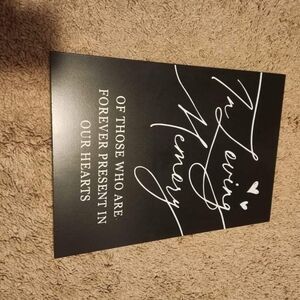 In Loving
Memory
OF THOSE WHO ARE
FOREVER PRESENT IN
OUR HEARTS